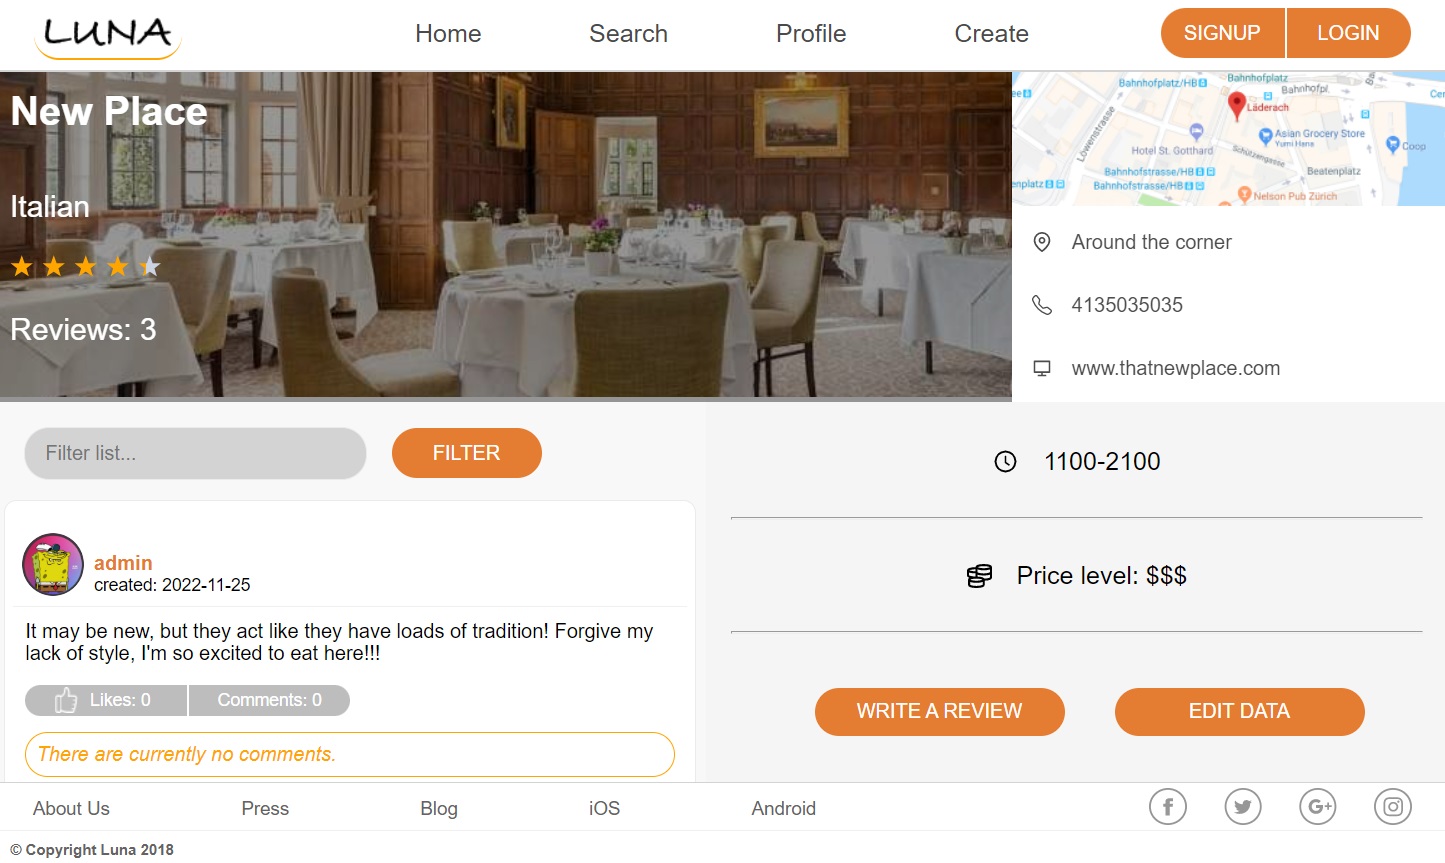 LUNA
Home
Search
Profile
Create
SIGNUP
LOGIN
New Place
Italian
Reviews: 3
Bahnhofplatz/HB
Bahnhofplatz
Bahnhofpl.
Läderach
Löwenstrasse
Asian Grocery Store
Yumi Hana
Hotel St. Gotthard
Schützengasse
Coop
Beatenplatz
Bahnhofstrasse/HB
Bahnhofstrasse/HB
enplatz
Nelson Pub Zürich
Around the corner
4135035035
www.thatnewplace.com
Filter list...
FILTER
1100-2100
Price level: $$$
WRITE A REVIEW
EDIT DATA
admin
created: 2022-11-25
It may be new, but they act like they have loads of tradition! Forgive my
lack of style, I'm so excited to eat here!!!
Likes: 0
Comments: 0
There are currently no comments.
About Us
Press
Blog
iOS
Android
© Copyright Luna 2018